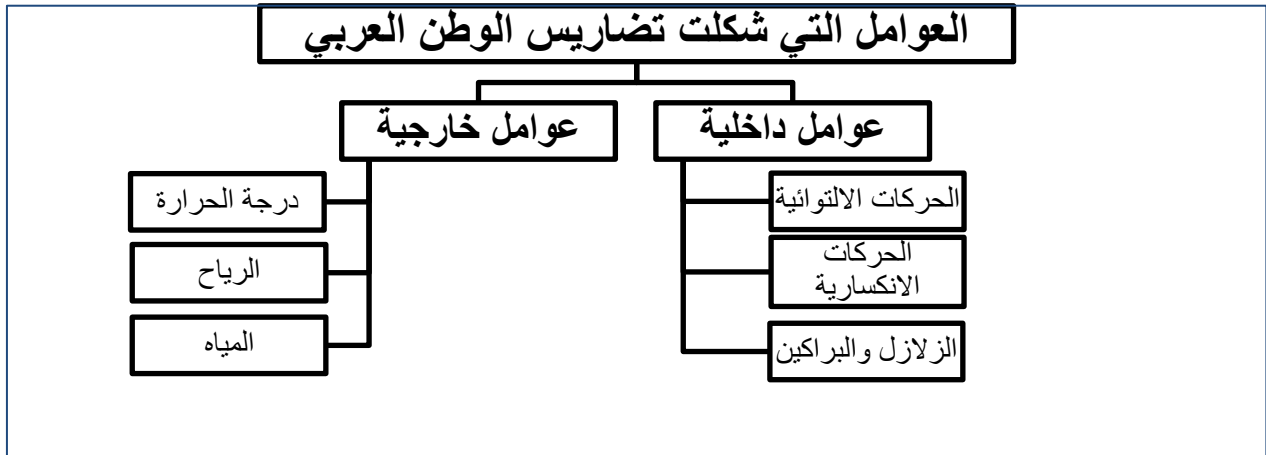 العوامل التي شكلت تضاريس الوطن العربي
عوامل داخلية
الحركات الالتوائية
الحركات
الانكسارية
الزلازل والبراكين
عوامل خارجية
درجة الحرارة
الرياح
المياه